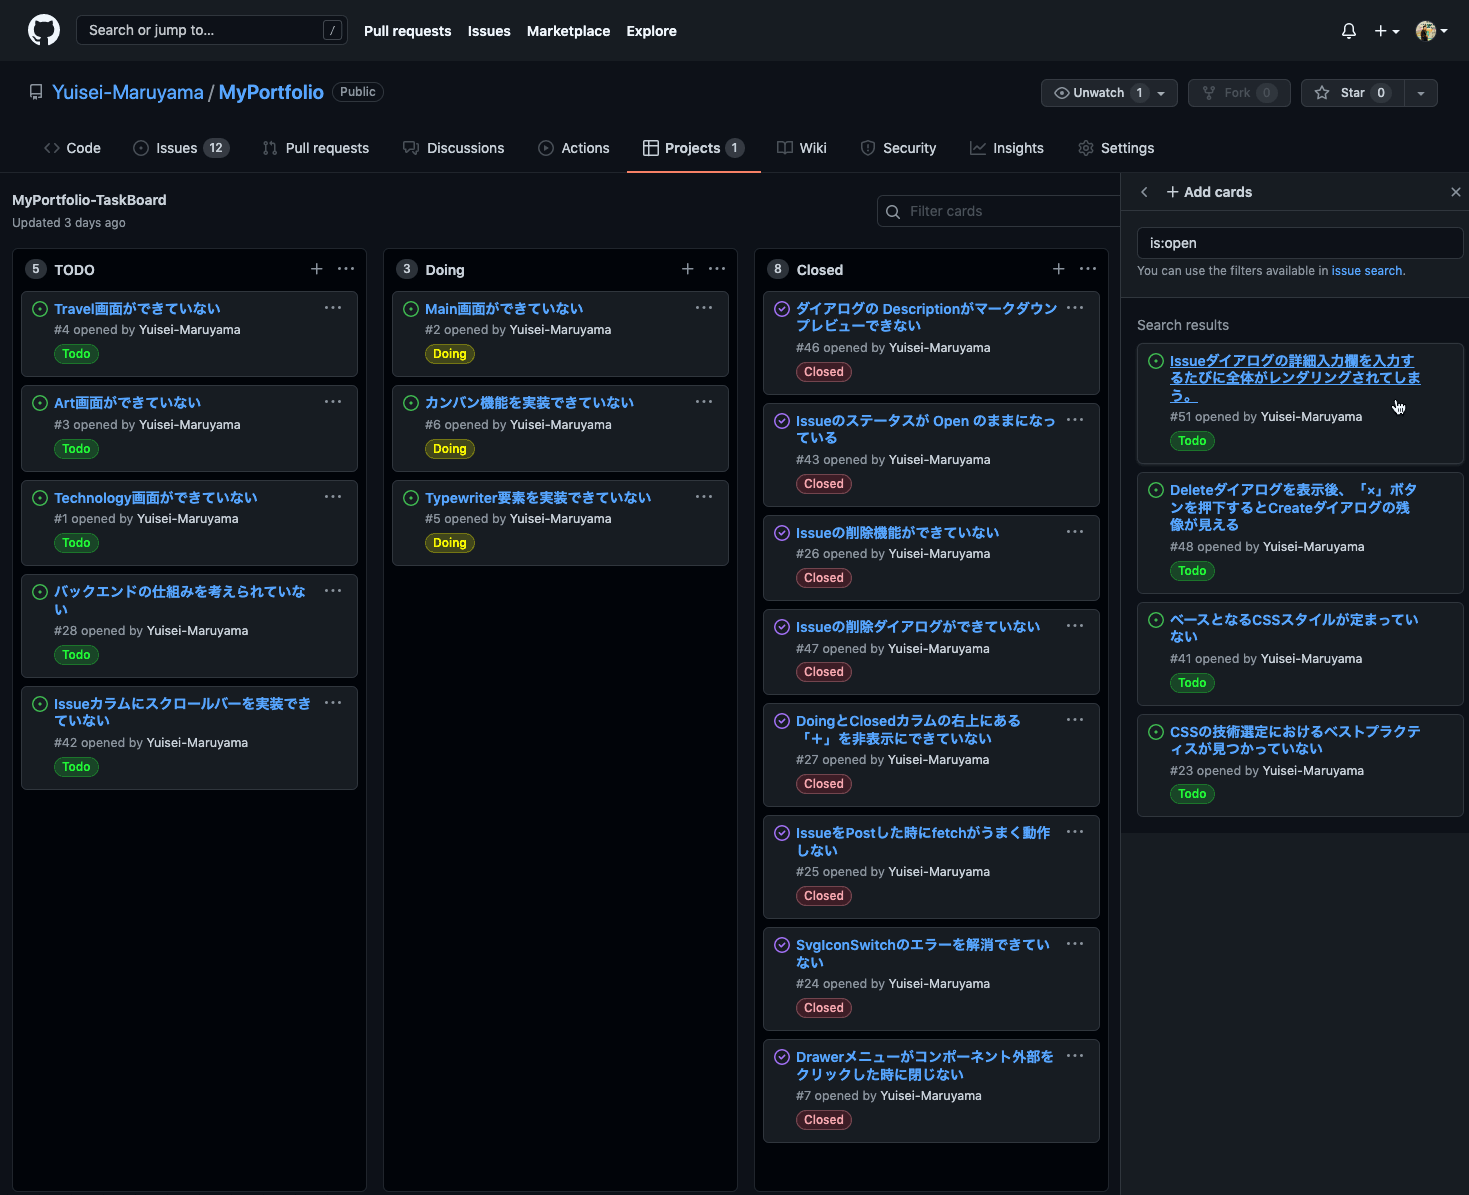 Search or jump to...
/
Pull requests
Issues
Marketplace
Explore
Yuisei-Maruyama / MyPortfolio
Public
Unwatch 1
Fork 0
Star 0
Code
Issues 12
Pull requests
Discussions
Actions
Projects 1
Wiki
Security
Insights
Settings
MyPortfolio-TaskBoard
Updated 3 days ago
Filter cards
5 TODO
Travel画面ができていない
#4 opened by Yuisei-Maruyama
Todo
Art画面ができていない
#3 opened by Yuisei-Maruyama
Todo
Technology画面ができていない
#1 opened by Yuisei-Maruyama
Todo
バックエンドの仕組みを考えられていな
い
#28 opened by Yuisei-Maruyama
Todo
Issueカラムにスクロールバーを実装でき
ていない
#42 opened by Yuisei-Maruyama
Todo
3 Doing
Main画面ができていない
#2 opened by Yuisei-Maruyama
Doing
カンバン機能を実装できていない
#6 opened by Yuisei-Maruyama
Doing
Typewriter要素を実装できていない
#5 opened by Yuisei-Maruyama
Doing
8 Closed
ダイアログの Descriptionがマークダウン
プレビューできない
#46 opened by Yuisei-Maruyama
Closed
Issueのステータスが Open のままになっ
ている
#43 opened by Yuisei-Maruyama
Closed
Issueの削除機能ができていない
#26 opened by Yuisei-Maruyama
Closed
Issueの削除ダイアログができていない
#47 opened by Yuisei-Maruyama
Closed
DoingとClosedカラムの右上にある
「＋」を非表示にできていない
#27 opened by Yuisei-Maruyama
Closed
IssueをPostした時にfetchがうまく動作
しない
#25 opened by Yuisei-Maruyama
Closed
SvgIconSwitchのエラーを解消できてい
ない
#24 opened by Yuisei-Maruyama
Closed
Drawerメニューがコンポーネント外部を
クリックした時に閉じない
#7 opened by Yuisei-Maruyama
Closed
Add cards
is:open
You can use the filters available in issue search.
Search results
Issueダイアログの詳細入力欄を入力す
るたびに全体がレンダリングされてしま
う。
#51 opened by Yuisei-Maruyama
Todo
Deleteダイアログを表示後、「×」ボタ
ンを押下するとCreateダイアログの残
像が見える
#48 opened by Yuisei-Maruyama
Todo
ベースとなるCSSスタイルが定まってい
ない
#41 opened by Yuisei-Maruyama
Todo
CSSの技術選定におけるベストプラクテ
ィスが見つかっていない
#23 opened by Yuisei-Maruyama
Todo